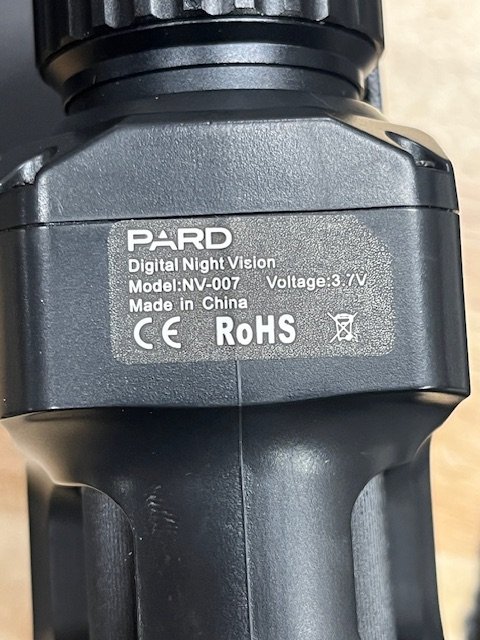 PARD
Digital Night Vision
Model:NV-007 Voltage:3.7V
Made in China
CE RoHS